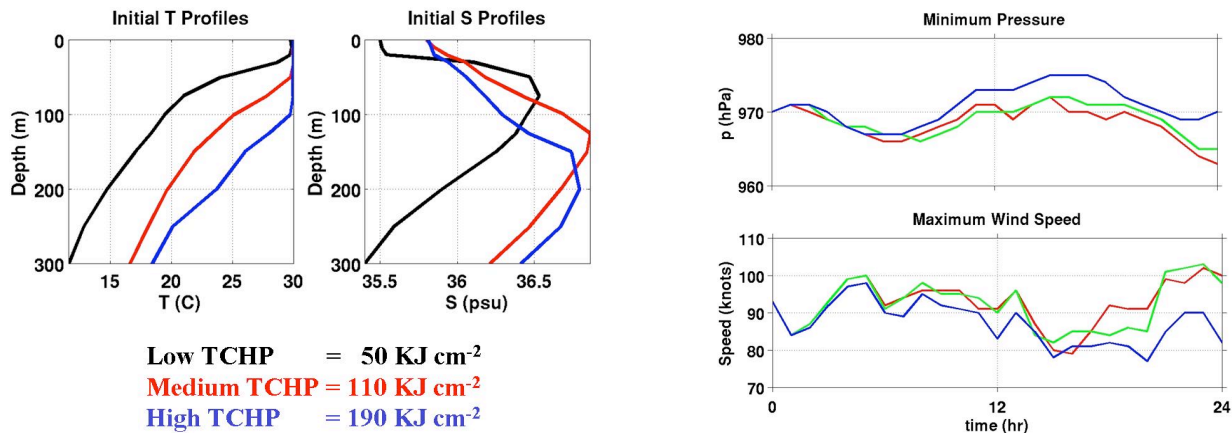 Initial T Profiles
0
100
200
300
Depth (m)
15 20 25 30
T (C)
Initial S Profiles
0
100
200
300
Depth (m)
35.5 36 36.5
S (psu)
Low TCHP = 50 KJ cm-2
Medium TCHP = 110 KJ cm-2
High TCHP = 190 KJ cm-2
Minimum Pressure
980
970
960
p (hPa)
Maximum Wind Speed
110
100
90
80
70
Speed (knots)
0 12 24
time (hr)